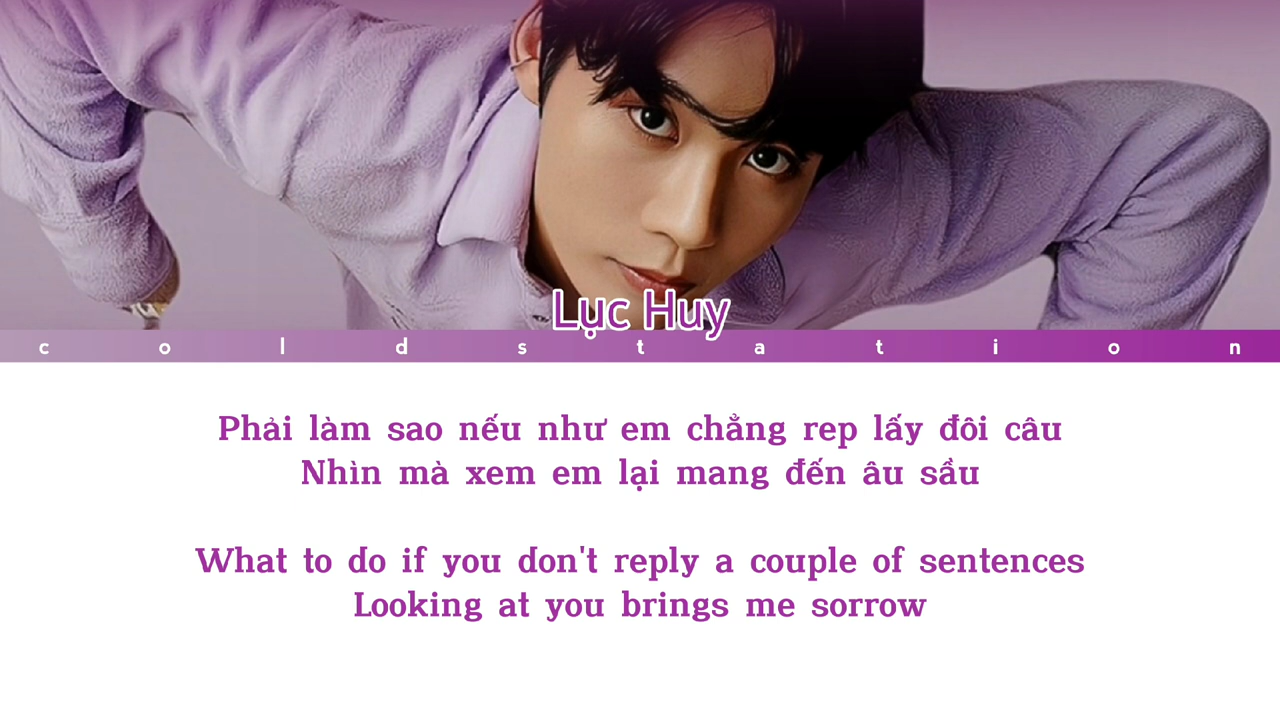 Lục Huy
coldstation
Phải làm sao nếu như em chẳng rep lấy đôi câu
Nhìn mà xem em lại mang đến âu sầu
What to do if you don't reply a couple of sentences
Looking at you brings me sorrow